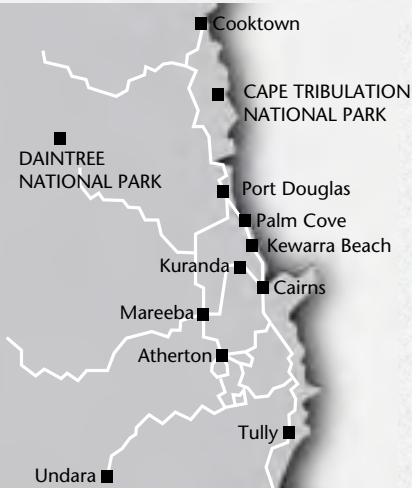 Cooktown
CAPE TRIBULATION
NATIONAL PARK
DAINTREE
NATIONAL PARK
Port Douglas
Palm Cove
Kewarra Beach
Kuranda
Cairns
Mareeba
Atherton
Tully
Undara